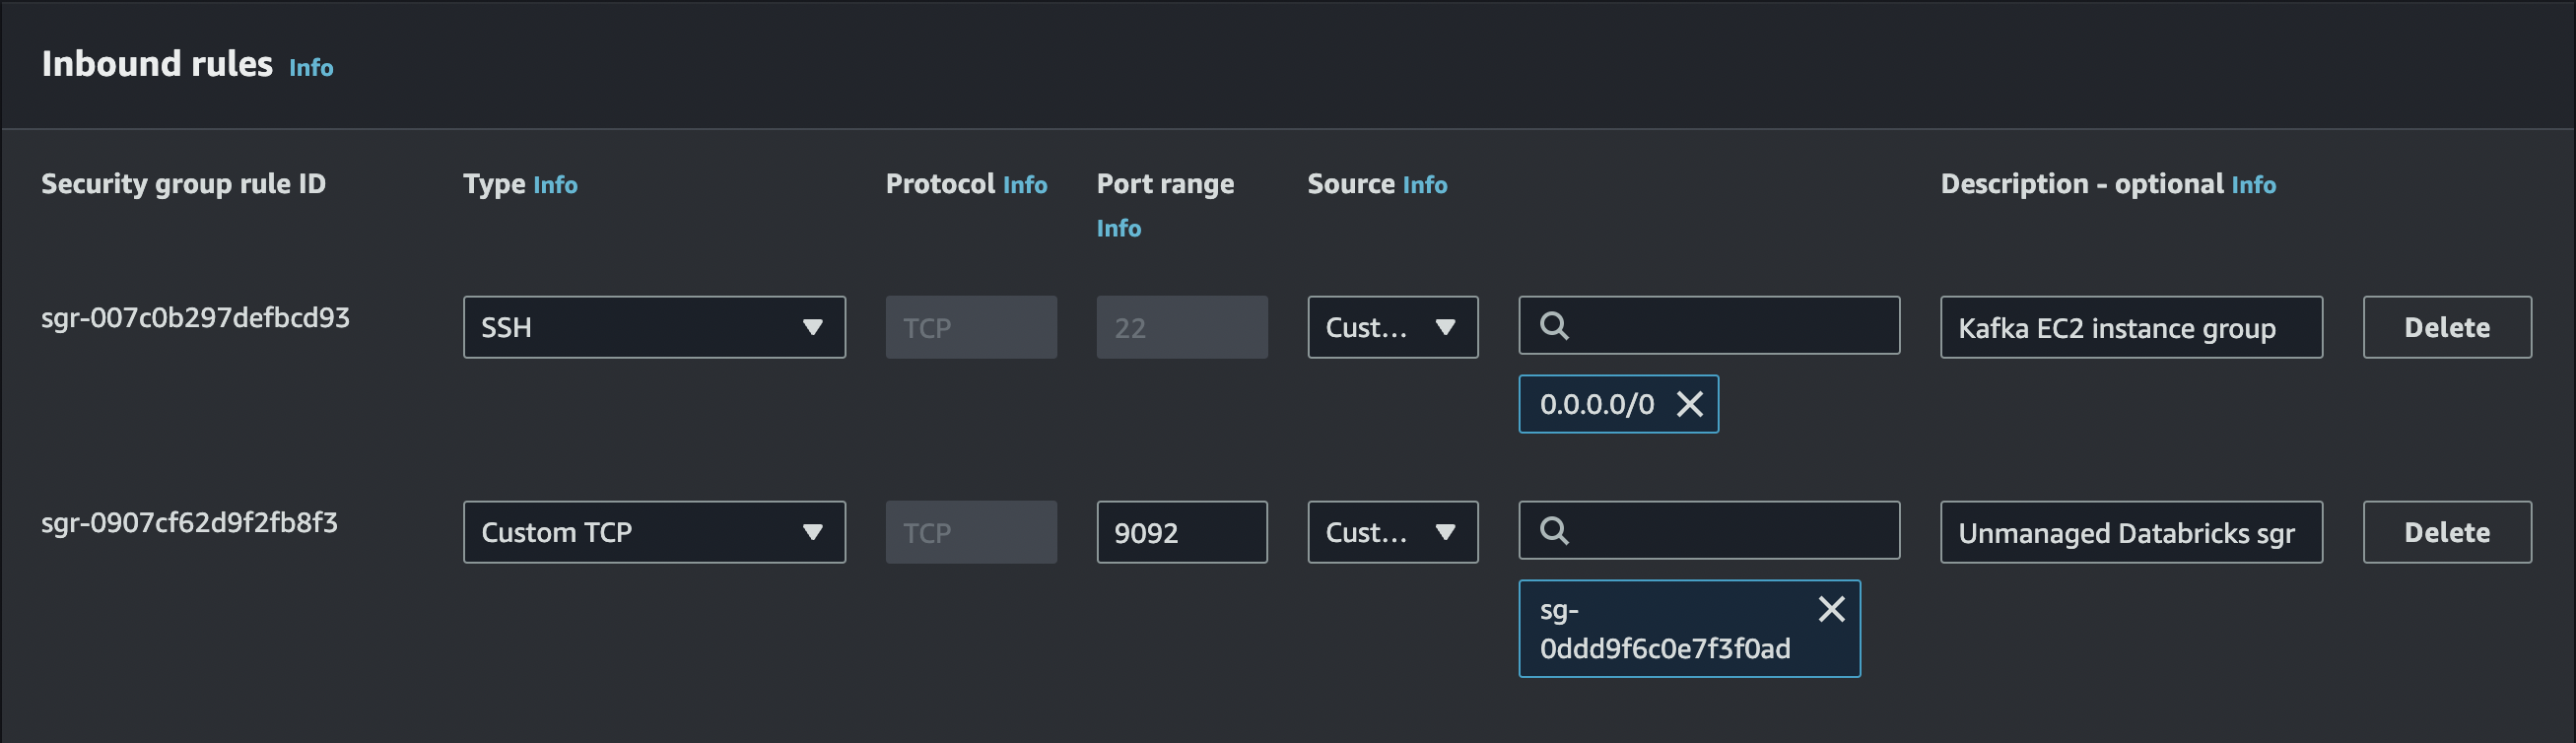 Inbound rules Info
Security group rule ID Type Info Protocol Info Port range Source Info Description - optional Info
Info
sgr-007c0b297defbcd93 SSH TCP 22 Cust... Kafka EC2 instance group Delete
0.0.0.0/0
sgr-0907cf62d9f2fb8f3 Custom TCP TCP 9092 Cust... Unmanaged Databricks sgr Delete
sg-
0ddd9f6c0e7f3f0ad